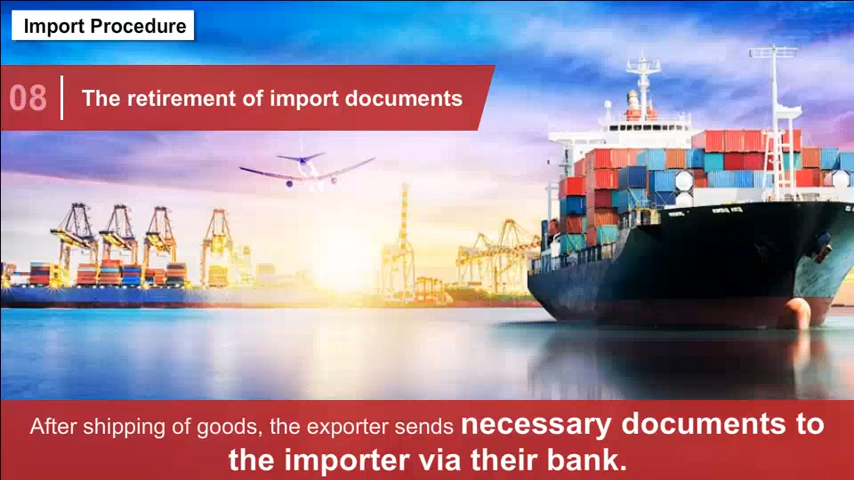 Import Procedure
08 The retirement of import documents
After shipping of goods, the exporter sends necessary documents to
the importer via their bank.